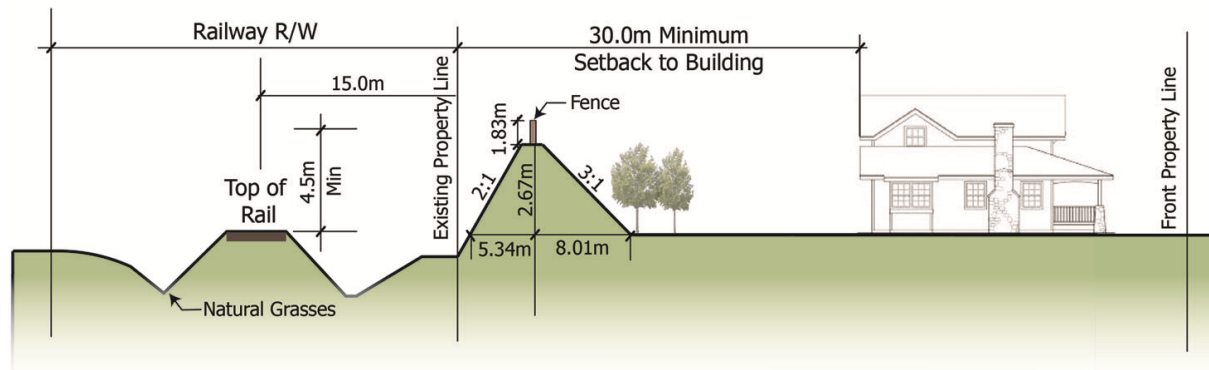 Railway R/W
30.0m Minimum
Setback to Building
15.0m
Existing Property Line
Fence
1.83m
4.5m
Min
Top of
Rail
2:1
2.67m
3:1
5.34m
8.01m
Natural Grasses
Front Property Line